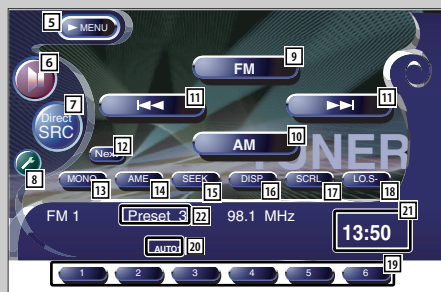 5 ► MENU
6
9 FM
7 Direct SRC
11 ⏮
11 ⏭
12 Next
10 AM
TUNER
8
MONO AME SEEK DISP SCRL LO.S-
13 14 15 16 17 18
FM 1 Preset 3 22 98.1 MHz
21 13:50
AUTO1 20
19
1 2 3 4 5 6